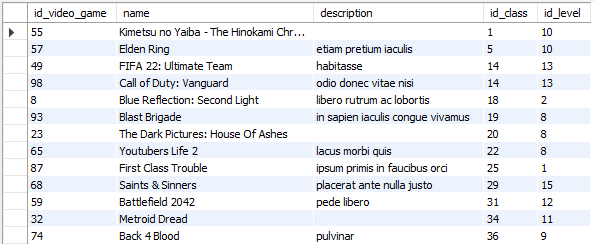 id_video_game name description id_class id_level
55 Kimetsu no Yaiba - The Hinokami Chr... 1 10
57 Elden Ring etiam pretium iaculis 5 10
49 FIFA 22: Ultimate Team habitasse 14 13
98 Call of Duty: Vanguard odio donec vitae nisi 14 13
8 Blue Reflection: Second Light libero rutrum ac lobortis 18 2
93 Blast Brigade in sapien iaculis congue vivamus 19 8
23 The Dark Pictures: House Of Ashes 20 8
65 Youtubers Life 2 lacus morbi quis 22 8
87 First Class Trouble ipsum primis in faucibus orci 25 1
68 Saints & Sinners placerat ante nulla justo 29 15
59 Battlefield 2042 pede libero 31 12
32 Metroid Dread 34 11
74 Back 4 Blood pulvinar 36 9